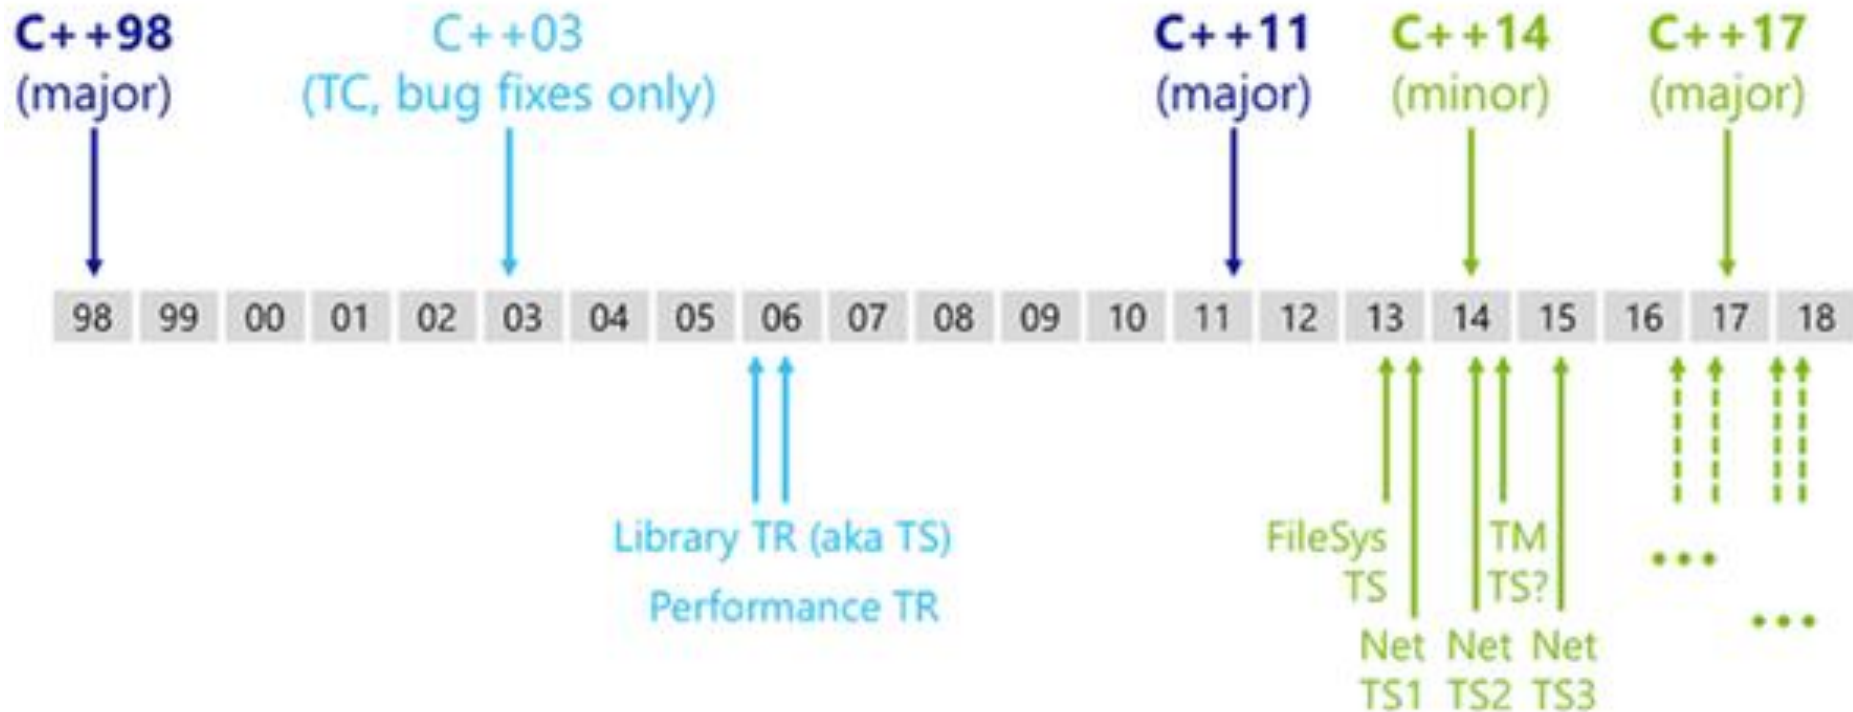 C++98
(major)
C++03
(TC, bug fixes only)
C++11
(major)
C++14
(minor)
C++17
(major)
98 99 00 01 02 03 04 05 06 07 08 09 10 11 12 13 14 15 16 17 18
Library TR (aka TS)
Performance TR
FileSys
TS
TM
TS?
...
...
Net
TS1
Net
TS2
Net
TS3